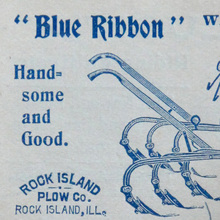 "Blue Ribbon" W
Hand=
some
and
Good.
ROCK ISLAND
PLOW CO.
ROCK ISLAND, ILL.